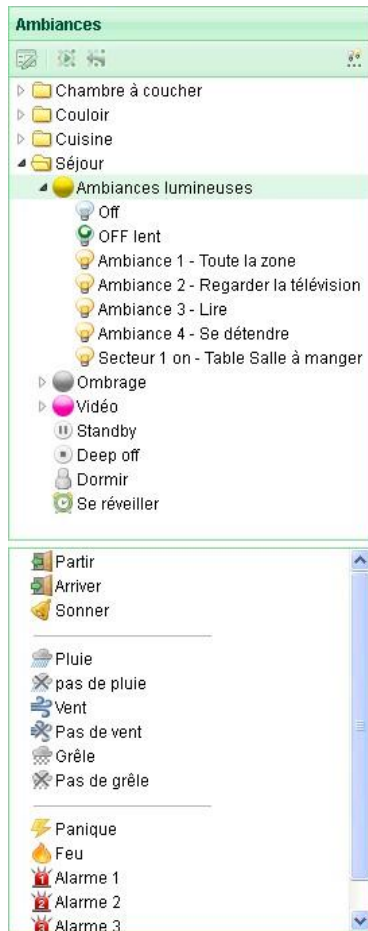 Ambiances
Chambre à coucher
Couloir
Cuisine
Séjour
Ambiances lumineuses
Off
OFF lent
Ambiance 1 - Toute la zone
Ambiance 2 - Regarder la télévision
Ambiance 3 - Lire
Ambiance 4 - Se détendre
Secteur 1 on - Table Salle à manger
Ombrage
Vidéo
Standby
Deep off
Dormir
Se réveiller
Partir
Arriver
Sonner
Pluie
pas de pluie
Vent
Pas de vent
Grêle
Pas de grêle
Panique
Feu
1 Alarme 1
2 Alarme 2
3 Alarme 3